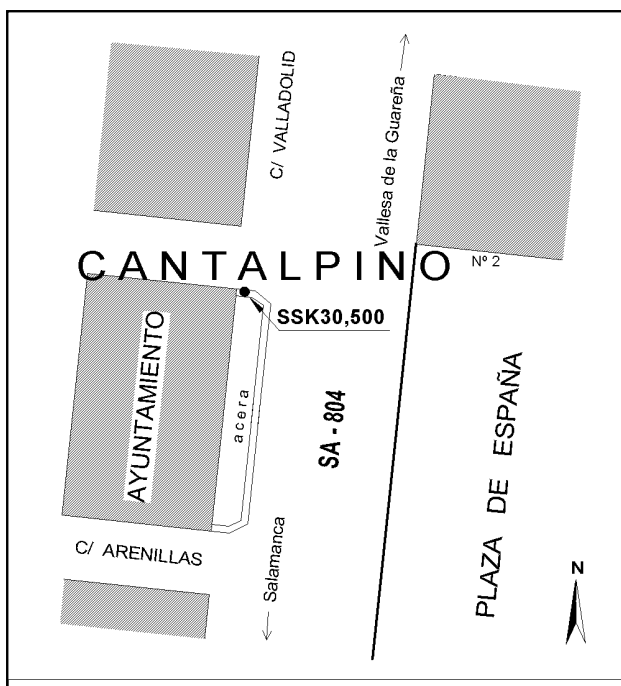 C/ VALLADOLID
Vallesa de la Guareña
CANTALPINO
Nº 2
SSK30,500
AYUNTAMIENTO
acera
SA - 804
PLAZA DE ESPAÑA
C/ ARENILLAS
Salamanca
N